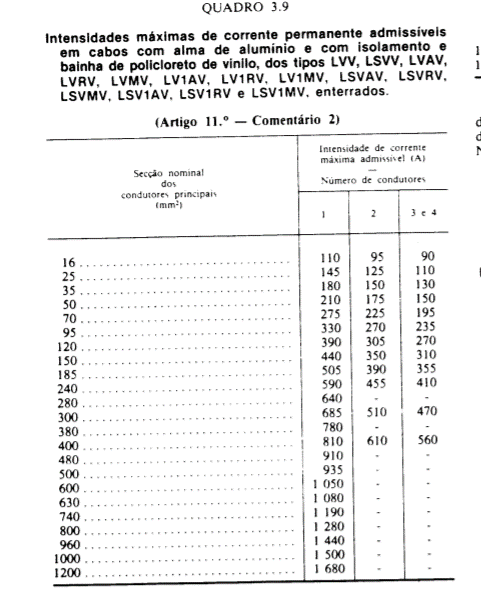 QUADRO 3.9
Intensidades máximas de corrente permanente admissíveis
em cabos com alma de alumínio e com isolamento e
bainha de policloreto de vinilo, dos tipos LVV, LSVV, LVAV,
LVRV, LVMV, LV1AV, LV1RV, LV1MV, LSVAV, LSVRV,
LSVMV, LSV1AV, LSV1RV e LSV1MV, enterrados.
(Artigo 11.º — Comentário 2)
Secção nominal
dos
condutores principais
(mm²)
Intensidade de corrente
máxima admissível (A)
—
Número de condutores
1 2 3 e 4
16 110 95 90
25 145 125 110
35 180 150 130
50 210 175 150
70 275 225 195
95 330 270 235
120 390 305 270
150 440 350 310
185 505 390 355
240 590 455 410
280 640 - -
300 685 510 470
380 780 - -
400 810 610 560
480 910 - -
500 935 - -
600 1 050 - -
630 1 080 - -
740 1 190 - -
800 1 280 - -
960 1 440 - -
1000 1 500 - -
1200 1 680 - -